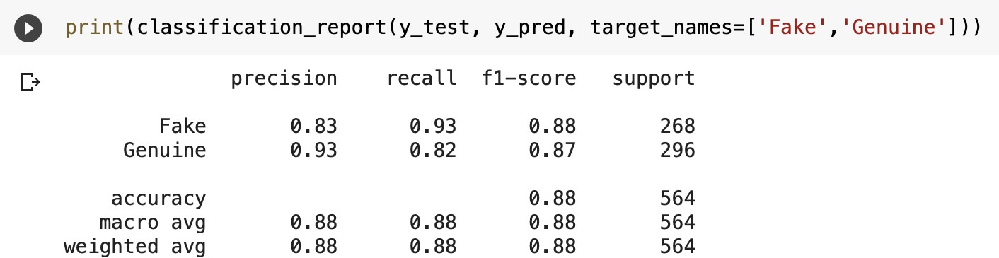 print(classification_report(y_test, y_pred, target_names=['Fake','Genuine']))
precision recall f1-score support
Fake 0.83 0.93 0.88 268
Genuine 0.93 0.82 0.87 296
accuracy 0.88 564
macro avg 0.88 0.88 0.88 564
weighted avg 0.88 0.88 0.88 564